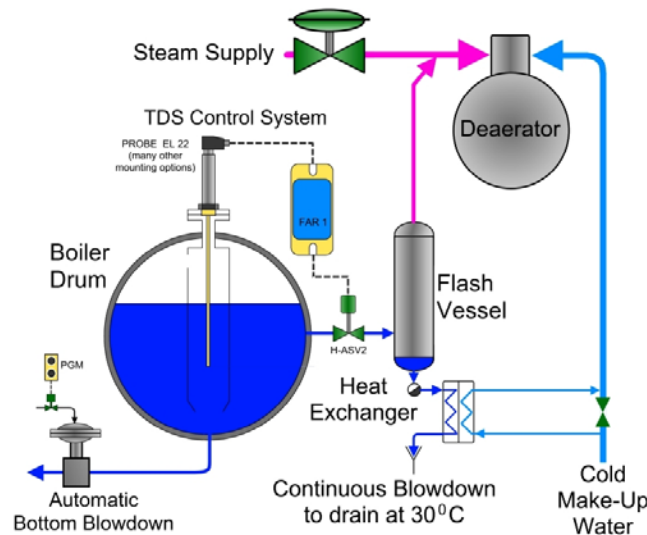 Steam Supply
TDS Control System
PROBE EL 22
(many other
mounting options)
FAR 1
Deaerator
Boiler
Drum
Flash
Vessel
H-ASV2
PGM
Heat
Exchanger
Automatic
Bottom Blowdown
Continuous Blowdown
to drain at 30⁰C
Cold
Make-Up
Water